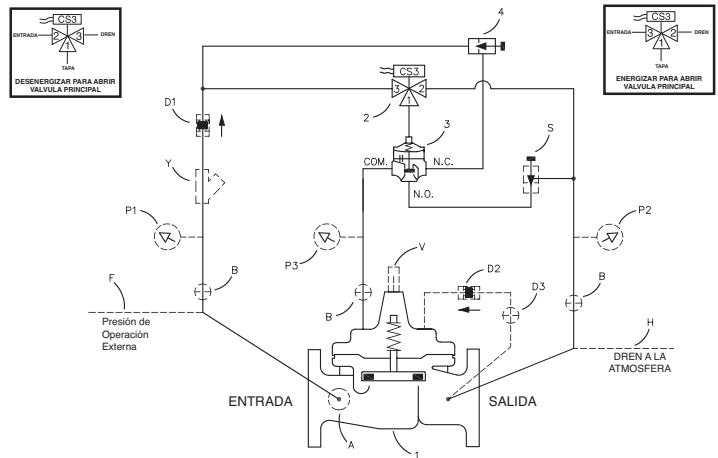 CS3
ENTRADA 2 3 DREN
1
TAPA
DESENERGIZAR PARA ABRIR
VALVULA PRINCIPAL
4
CS3
3 2
1
2
3
COM. N.C.
N.O.
CS3
ENTRADA 3 2 DREN
1
TAPA
ENERGIZAR PARA ABRIR
VALVULA PRINCIPAL
D1
S
Y
P1
P3
P2
V
D2
D3
F
B
B
B
H
Presión de
Operación
Externa
DREN A LA
ATMOSFERA
ENTRADA
SALIDA
A
1